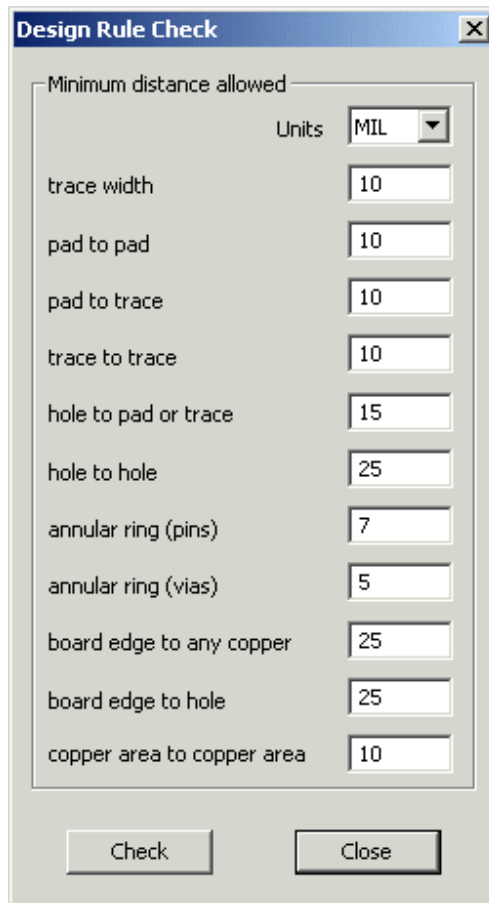 Design Rule Check
Minimum distance allowed
Units MIL
trace width 10
pad to pad 10
pad to trace 10
trace to trace 10
hole to pad or trace 15
hole to hole 25
annular ring (pins) 7
annular ring (vias) 5
board edge to any copper 25
board edge to hole 25
copper area to copper area 10
Check Close